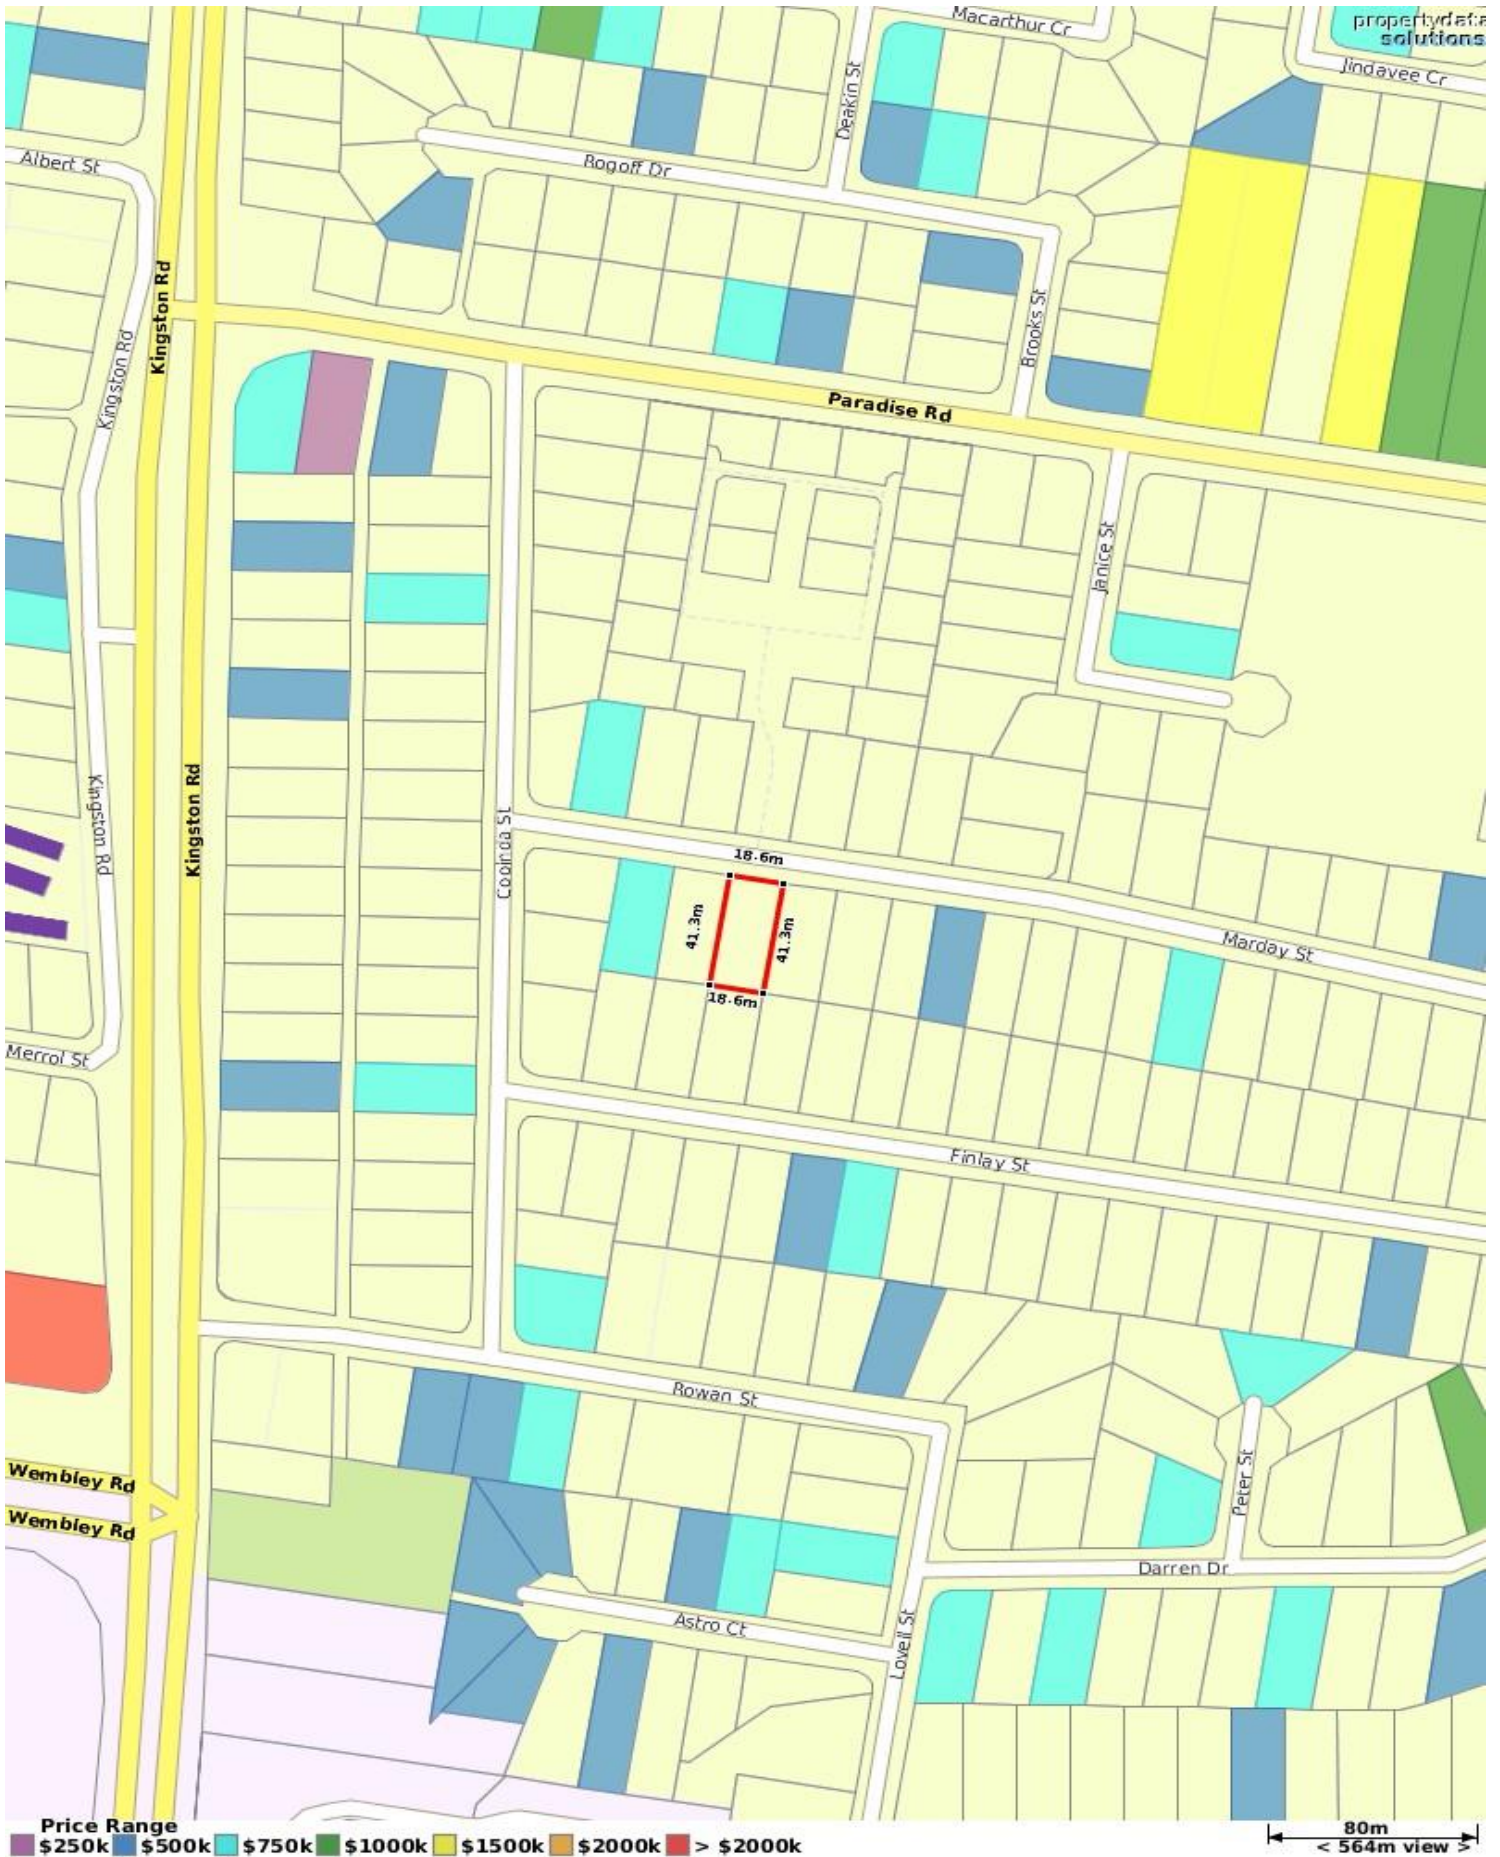 Macarthur Cr
propertydata
solutions
Jindavee Cr
Deakin St
Albert St
Rogoff Dr
Kingston Rd
Brooks St
Kingston Rd
Paradise Rd
Janice St
Kingston Rd
Kingston Rd
Coolnda St
18.6m
41.3m
41.3m
18.6m
Marday St
Merrol St
Finlay St
Rowan St
Wembley Rd
Wembley Rd
Peter St
Darren Dr
Astro Ct
Lovell St
Price Range
$250k $500k $750k $1000k $1500k $2000k > $2000k
80m
< 564m view >